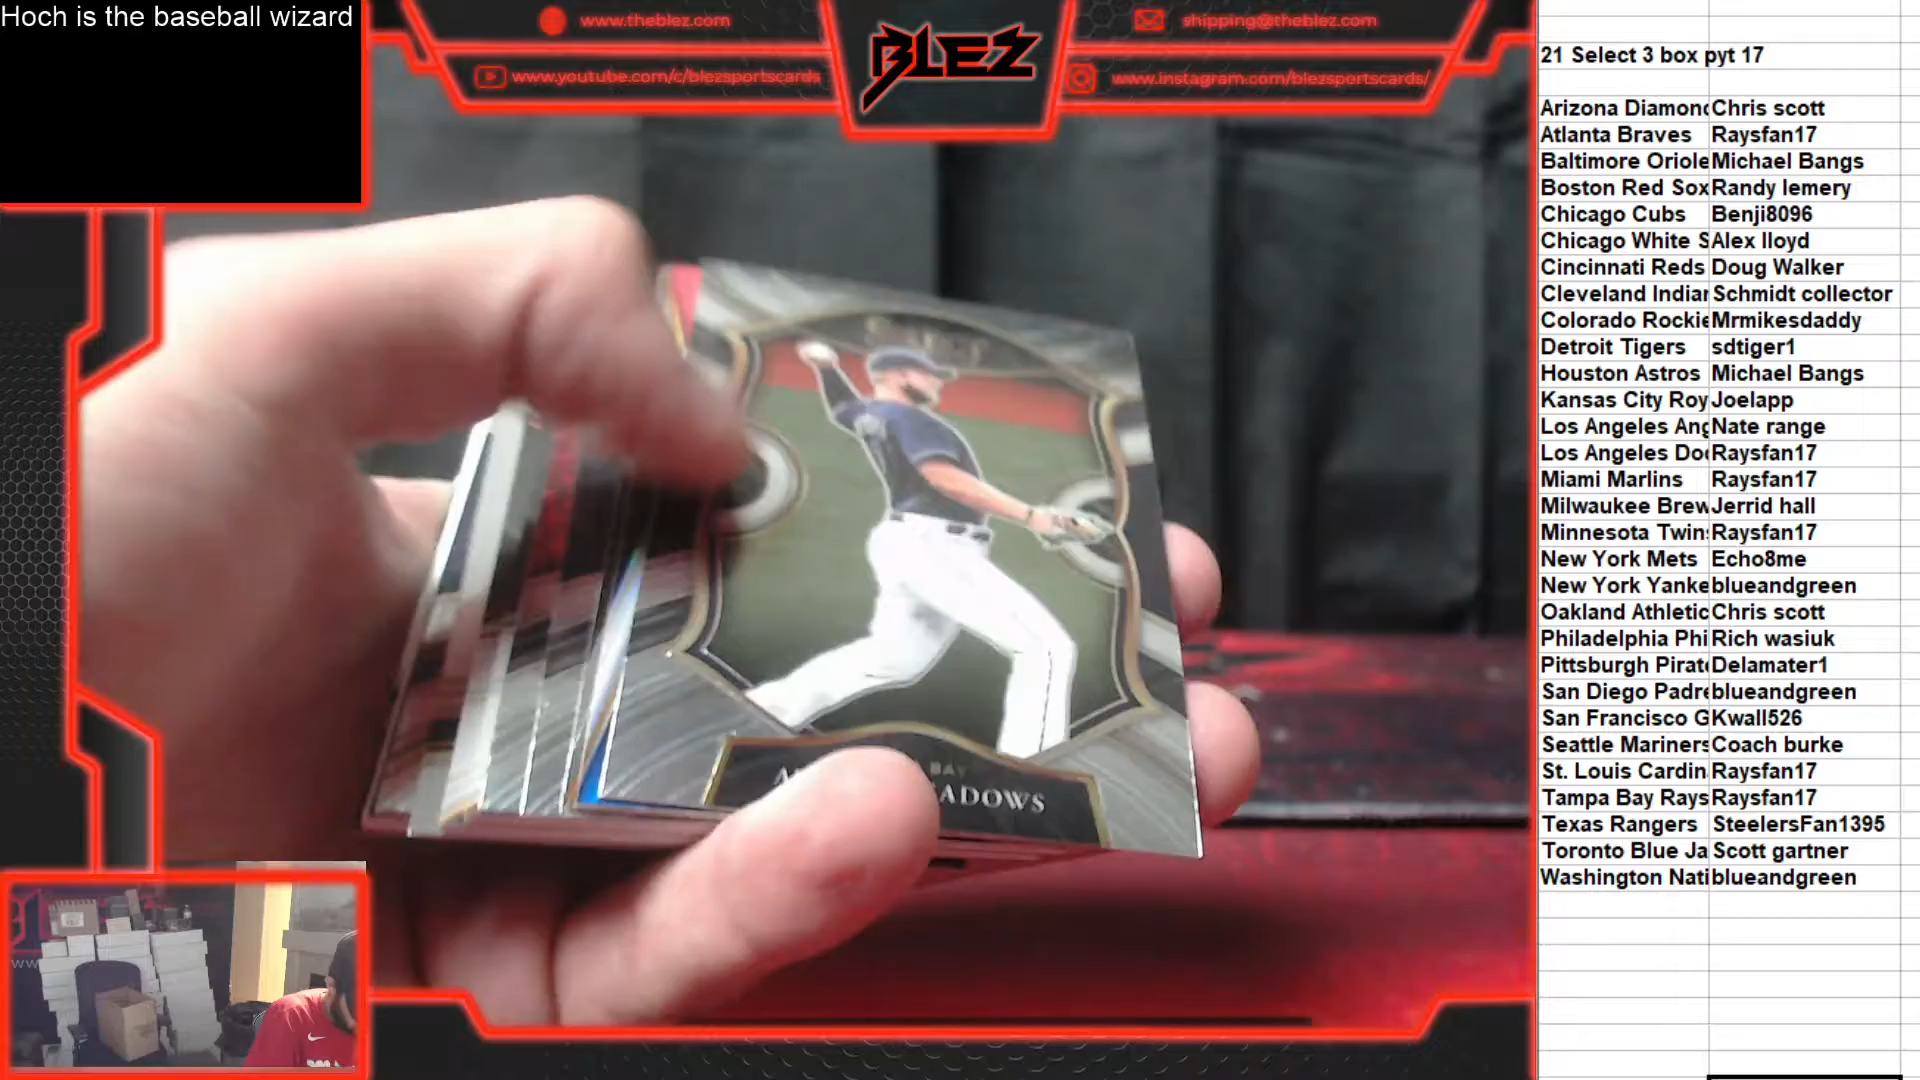 Hoch is the baseball wizard
www.theblez.com
shipping@theblez.com
BLEZ
www.youtube.com/c/blezsportscards
www.instagram.com/blezsportscards/
BAY
ADOWS
21 Select 3 box pyt 17
Arizona Diamond Chris scott
Atlanta Braves Raysfan17
Baltimore Oriole Michael Bangs
Boston Red Sox Randy lemery
Chicago Cubs Benji8096
Chicago White S Alex lloyd
Cincinnati Reds Doug Walker
Cleveland Indian Schmidt collector
Colorado Rockie Mrmikesdaddy
Detroit Tigers sdtiger1
Houston Astros Michael Bangs
Kansas City Roy Joelapp
Los Angeles Ang Nate range
Los Angeles Dod Raysfan17
Miami Marlins Raysfan17
Milwaukee Brew Jerrid hall
Minnesota Twins Raysfan17
New York Mets Echo8me
New York Yanke blueandgreen
Oakland Athletic Chris scott
Philadelphia Phi Rich wasiuk
Pittsburgh Pirate Delamater1
San Diego Padre blueandgreen
San Francisco G Kwall526
Seattle Mariners Coach burke
St. Louis Cardin Raysfan17
Tampa Bay Rays Raysfan17
Texas Rangers SteelersFan1395
Toronto Blue Ja Scott gartner
Washington Nati blueandgreen